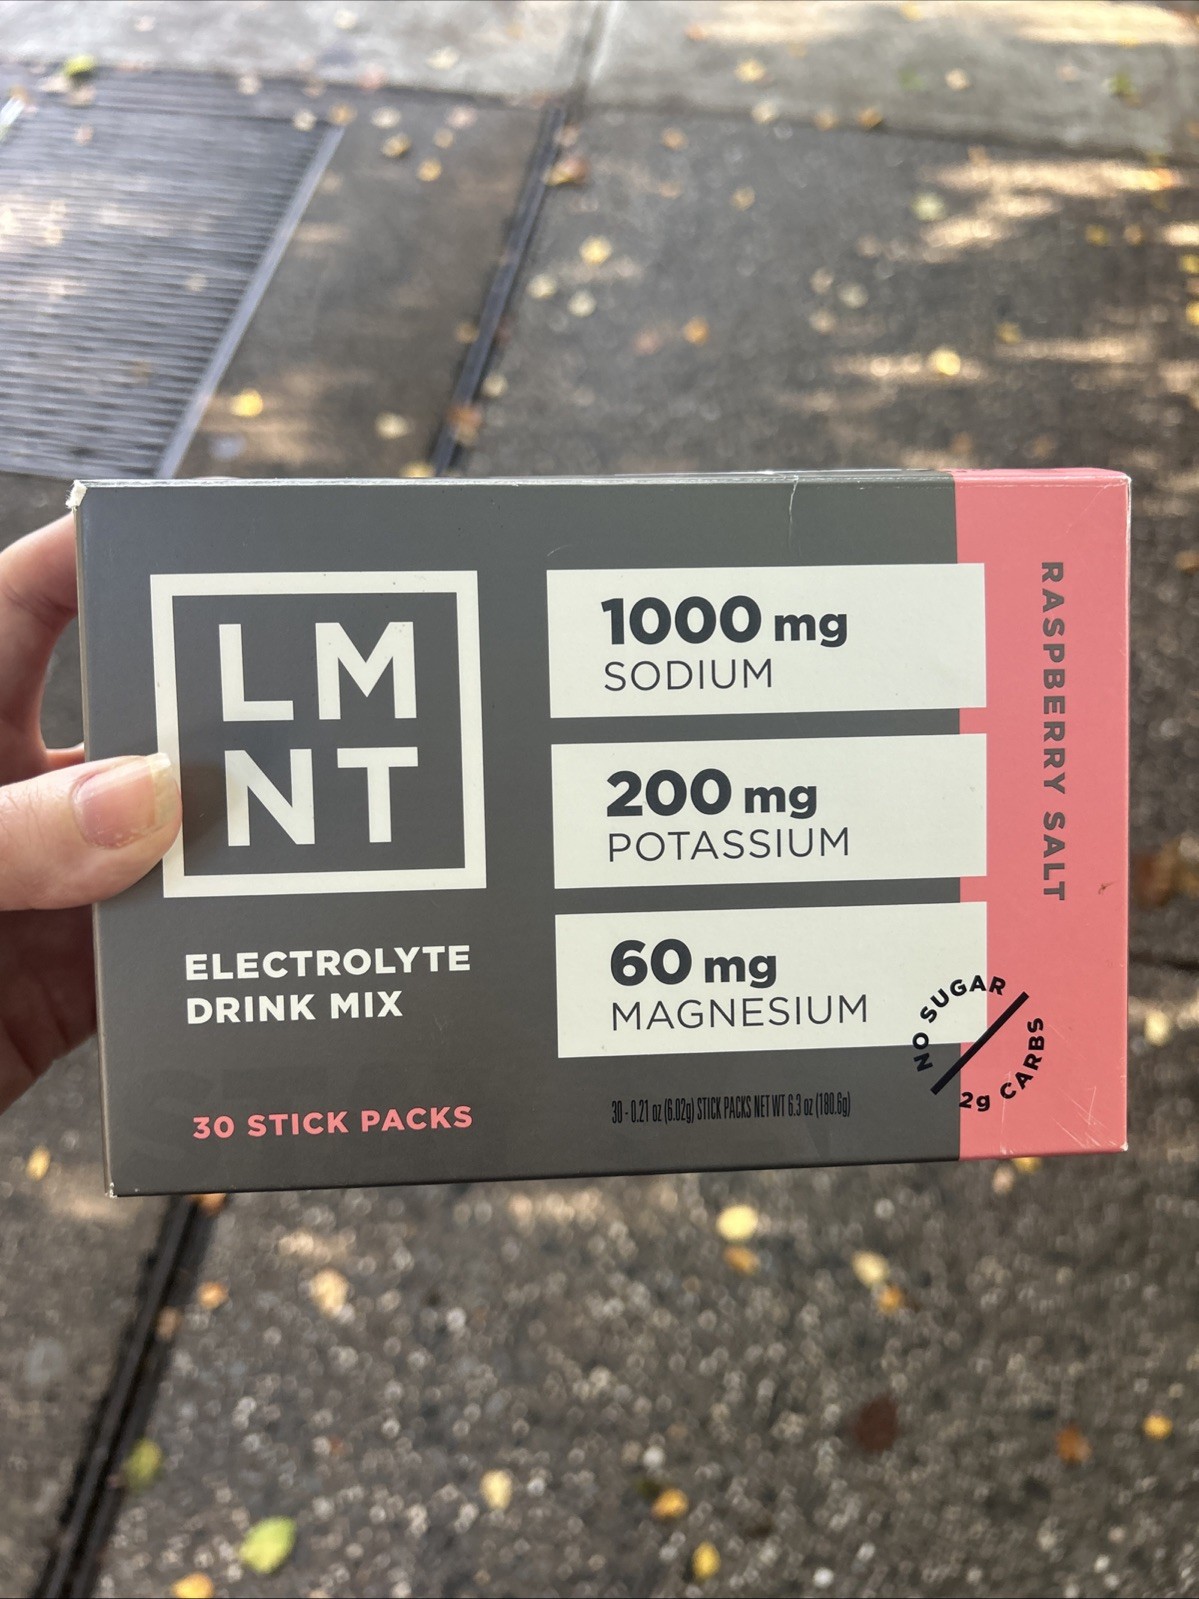 LM
NT
ELECTROLYTE
DRINK MIX
30 STICK PACKS
1000 mg
SODIUM
200 mg
POTASSIUM
60 mg
MAGNESIUM
30 - 0.21 oz (6.02g) STICK PACKS NET WT 6.3 oz (180.6g)
RASPBERRY SALT
NO SUGAR
2g CARBS